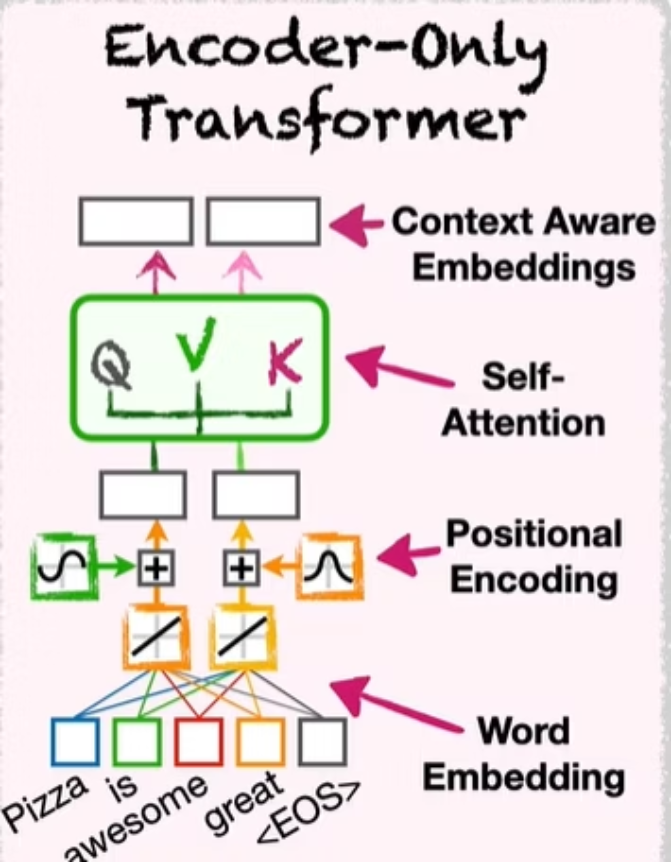 Encoder-Only
Transformer
Context Aware
Embeddings
Q V K
Self-
Attention
Positional
Encoding
+ +
Word
Embedding
Pizza
is
awesome
great
<EOS>